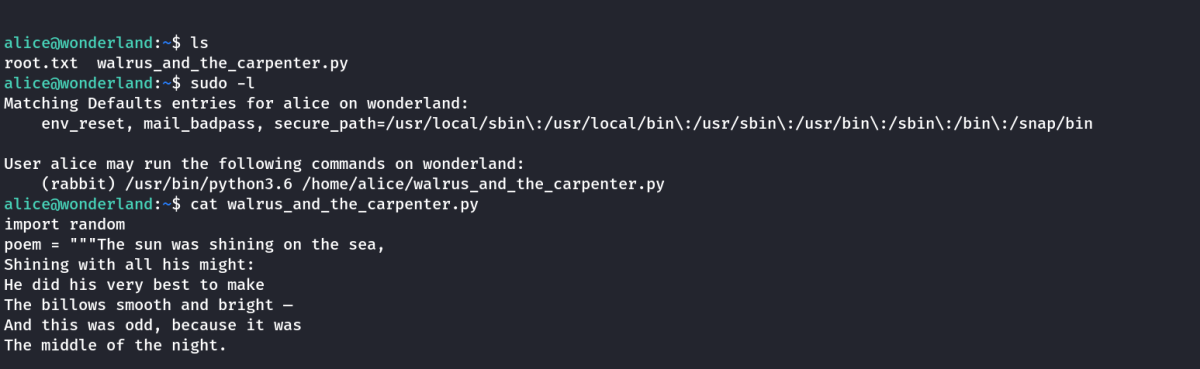 alice@wonderland:~$ ls
root.txt  walrus_and_the_carpenter.py
alice@wonderland:~$ sudo -l
Matching Defaults entries for alice on wonderland:
    env_reset, mail_badpass, secure_path=/usr/local/sbin\:/usr/local/bin\:/usr/sbin\:/usr/bin\:/sbin\:/bin\:/snap/bin

User alice may run the following commands on wonderland:
    (rabbit) /usr/bin/python3.6 /home/alice/walrus_and_the_carpenter.py
alice@wonderland:~$ cat walrus_and_the_carpenter.py
import random
poem = """The sun was shining on the sea,
Shining with all his might:
He did his very best to make
The billows smooth and bright —
And this was odd, because it was
The middle of the night.